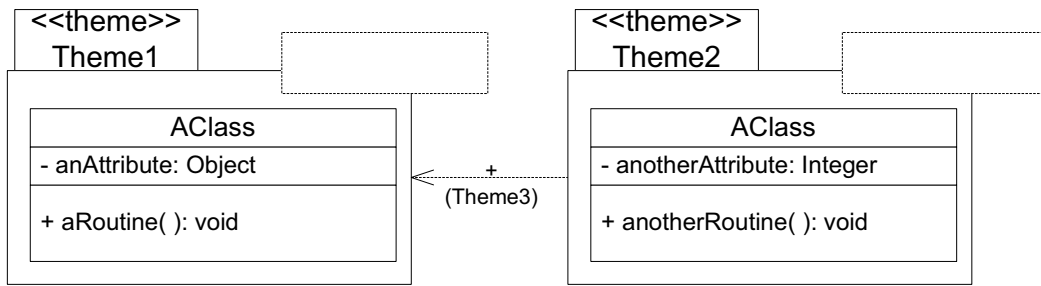 <<theme>>
Theme1
AClass
- anAttribute: Object
+ aRoutine( ): void
+
(Theme3)
<<theme>>
Theme2
AClass
- anotherAttribute: Integer
+ anotherRoutine( ): void